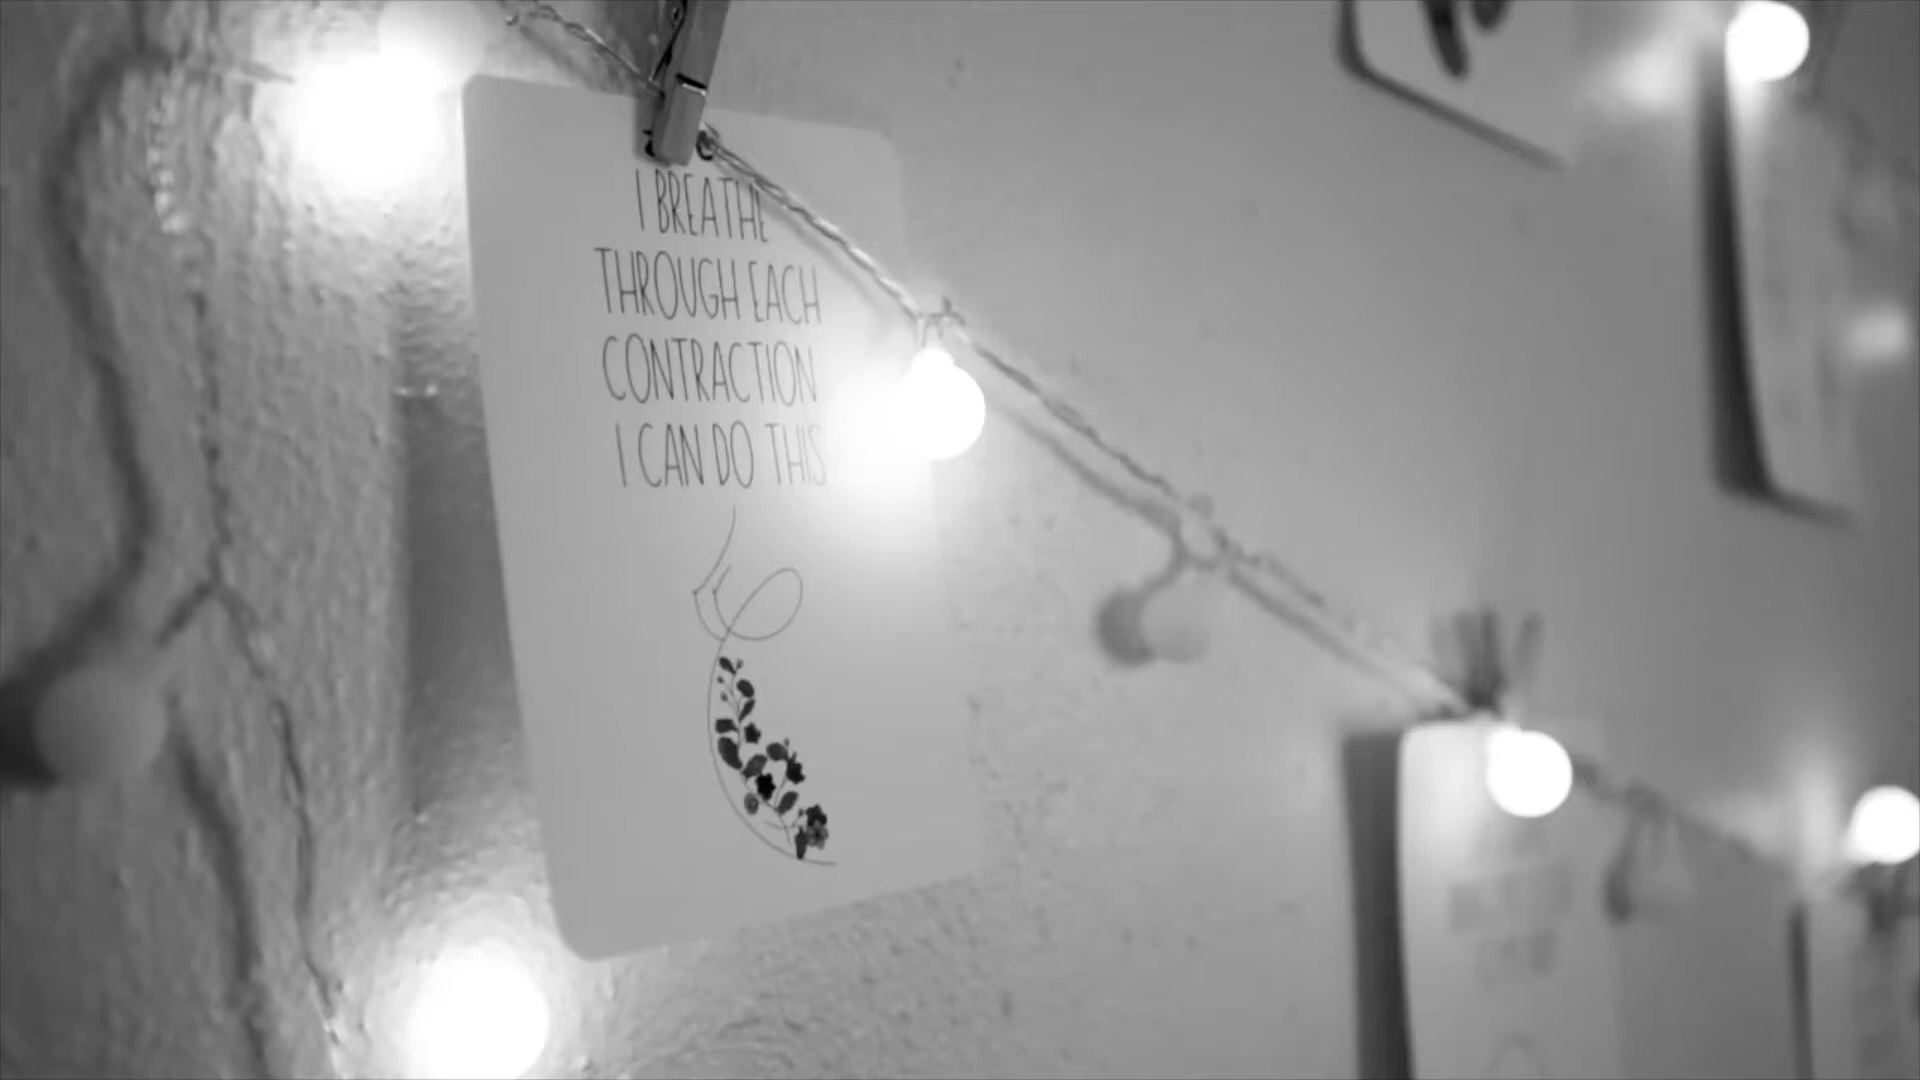 I BREATHE
THROUGH EACH
CONTRACTION
I CAN DO THIS